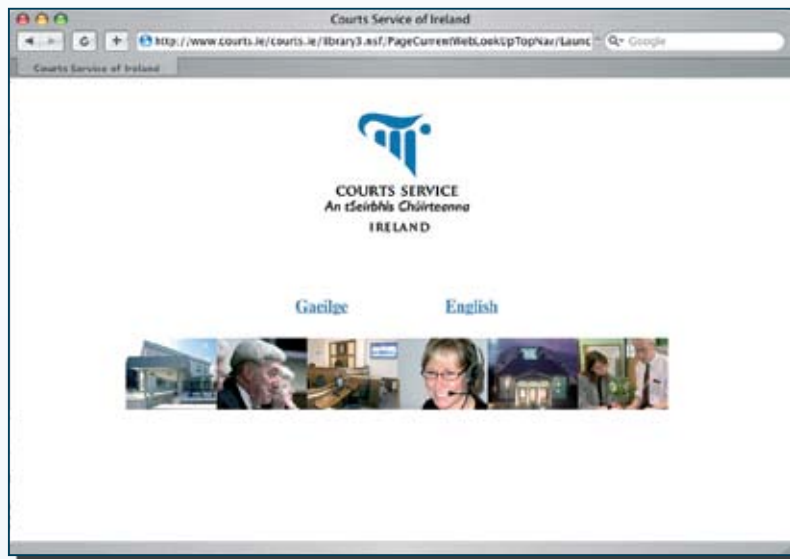 Courts Service of Ireland
http://www.courts.ie/courts.ie/library3.nsf/PageCurrentWebLookUpTopNav/Launc
Google
Courts Service of Ireland
COURTS SERVICE
An tSeirbhís Chúirteanna
IRELAND
Gaeilge English